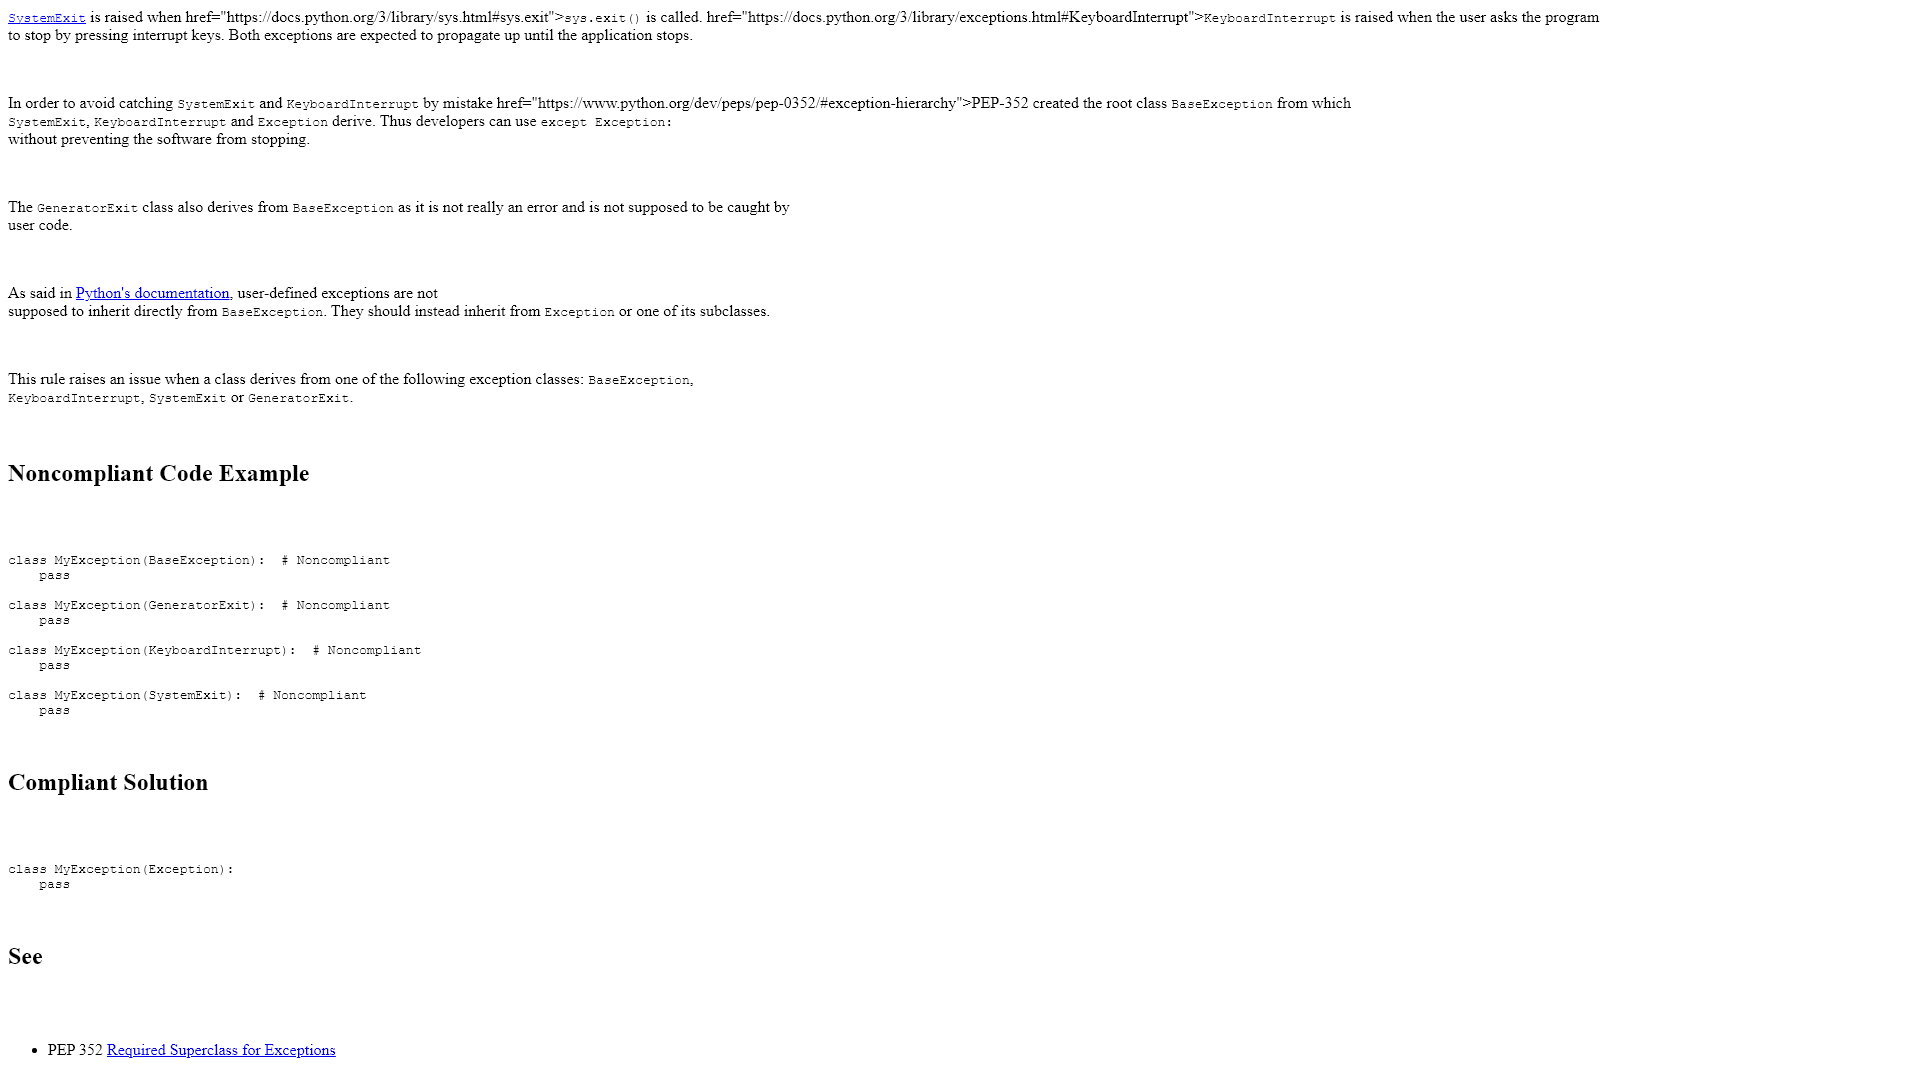 SystemExit is raised when href="https://docs.python.org/3/library/sys.html#sys.exit">sys.exit() is called. href="https://docs.python.org/3/library/exceptions.html#KeyboardInterrupt">KeyboardInterrupt is raised when the user asks the program
to stop by pressing interrupt keys. Both exceptions are expected to propagate up until the application stops.
In order to avoid catching SystemExit and KeyboardInterrupt by mistake href="https://www.python.org/dev/peps/pep-0352/#exception-hierarchy">PEP-352 created the root class BaseException from which
SystemExit, KeyboardInterrupt and Exception derive. Thus developers can use except Exception:
without preventing the software from stopping.
The GeneratorExit class also derives from BaseException as it is not really an error and is not supposed to be caught by
user code.
As said in Python's documentation, user-defined exceptions are not
supposed to inherit directly from BaseException. They should instead inherit from Exception or one of its subclasses.
This rule raises an issue when a class derives from one of the following exception classes: BaseException,
KeyboardInterrupt, SystemExit or GeneratorExit.
Noncompliant Code Example
class MyException(BaseException):  # Noncompliant
    pass
class MyException(GeneratorExit):  # Noncompliant
    pass
class MyException(KeyboardInterrupt):  # Noncompliant
    pass
class MyException(SystemExit):  # Noncompliant
    pass
Compliant Solution
class MyException(Exception):
    pass
See
• PEP 352 Required Superclass for Exceptions